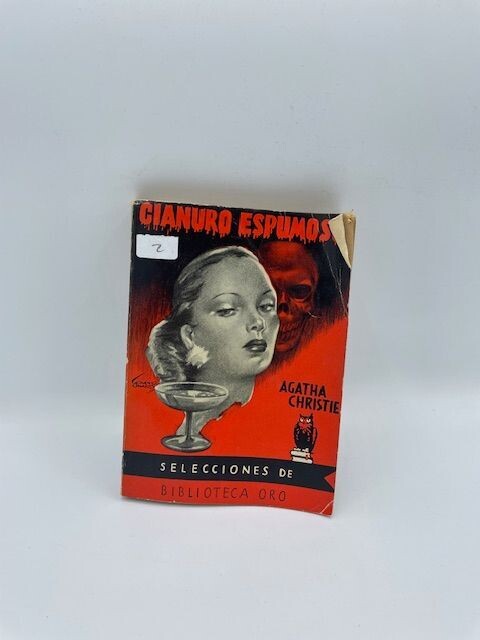 CIANURO ESPUMOS
2
AGATHA
CHRISTIE
SELECCIONES DE
BIBLIOTECA ORO